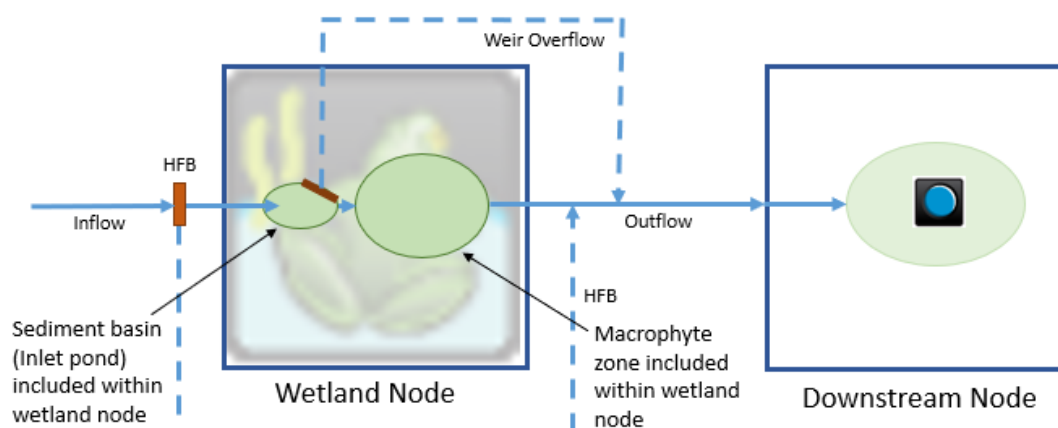 Weir Overflow
HFB
Inflow
Outflow
HFB
Sediment basin
(Inlet pond)
included within
wetland node
Macrophyte
zone included
within wetland
node
Wetland Node
Downstream Node